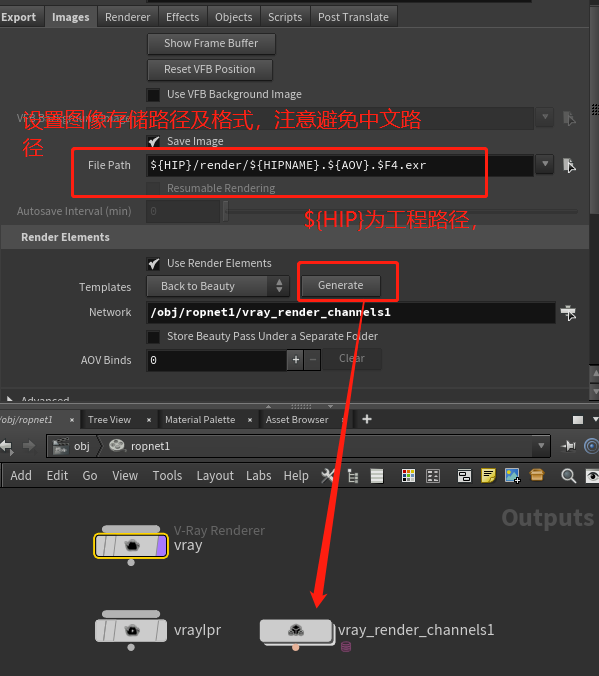 Export Images Renderer Effects Objects Scripts Post Translate
Show Frame Buffer
Reset VFB Position
Use VFB Background Image
VFB Background Image
设置图像存储路径及格式，注意避免中文路
径
Save Image
File Path ${HIP}/render/${HIPNAME}.${AOV}.$F4.exr
Resumable Rendering
Autosave Interval (min) 0
${HIP}为工程路径，
Render Elements
Use Render Elements
Templates Back to Beauty Generate
Network /obj/ropnet1/vray_render_channels1
Store Beauty Pass Under a Separate Folder
AOV Binds 0 + − Clear
Advanced
/obj/ropnet1 × Tree View × Material Palette × Asset Browser × +
obj ropnet1
Add Edit Go View Tools Layout Labs Help
Outputs
V-Ray Renderer
vray
vrayIpr
vray_render_channels1